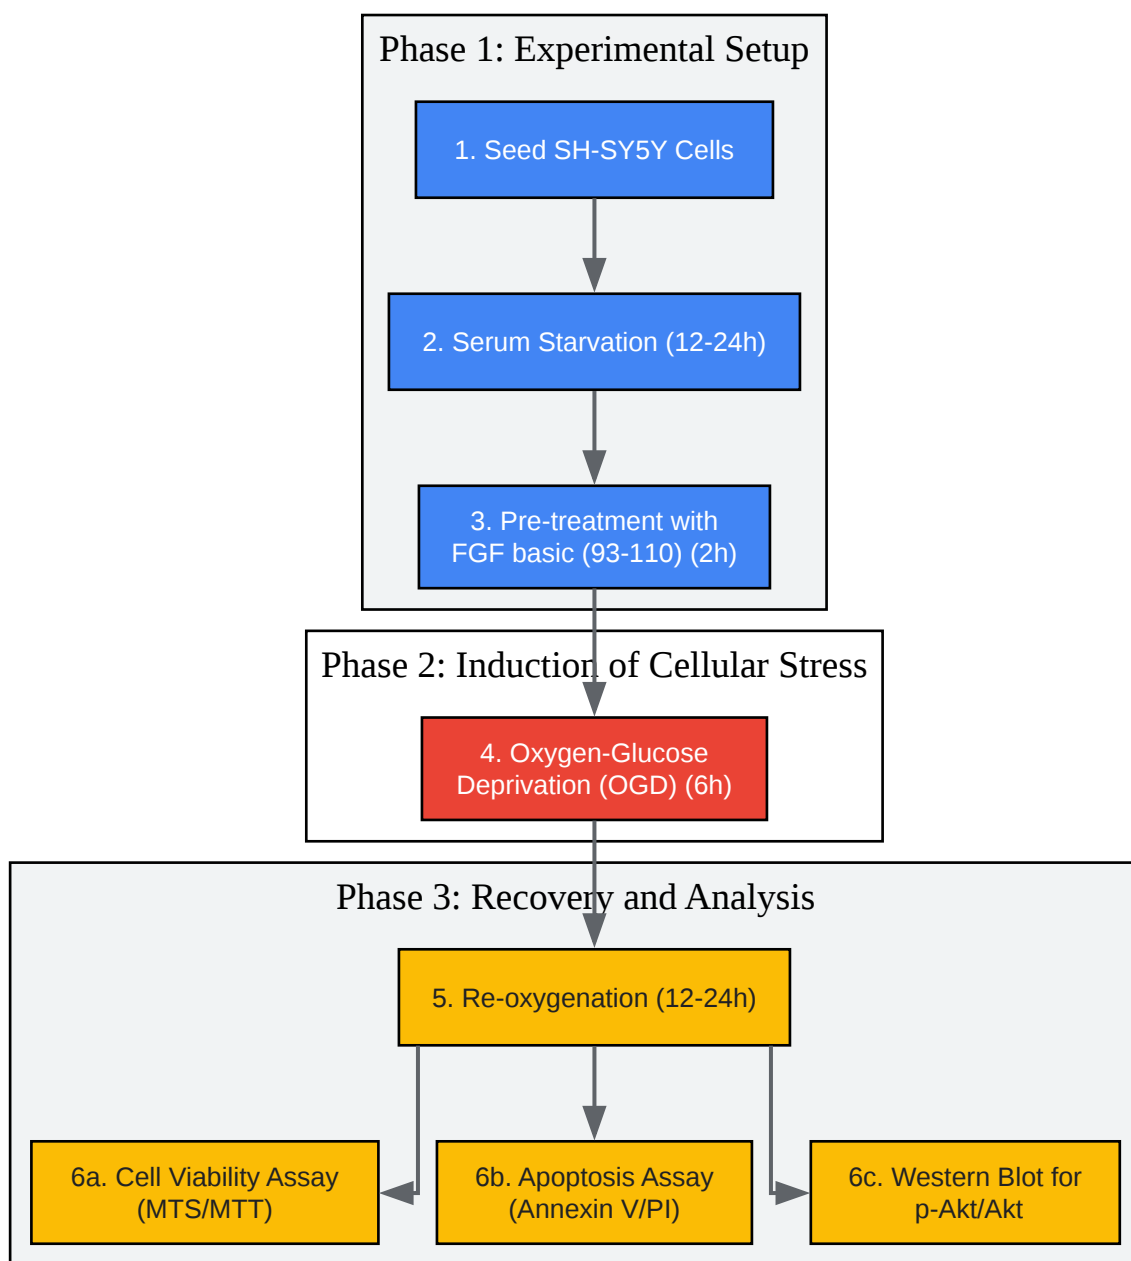 Phase 1: Experimental Setup
1. Seed SH-SY5Y Cells
2. Serum Starvation (12-24h)
3. Pre-treatment with
FGF basic (93-110) (2h)
Phase 2: Induction of Cellular Stress
4. Oxygen-Glucose
Deprivation (OGD) (6h)
Phase 3: Recovery and Analysis
5. Re-oxygenation (12-24h)
6a. Cell Viability Assay
(MTS/MTT)
6b. Apoptosis Assay
(Annexin V/PI)
6c. Western Blot for
p-Akt/Akt